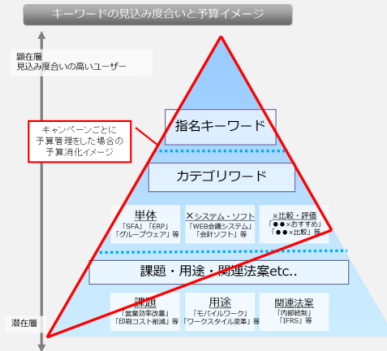 キーワードの見込み度合いと予算イメージ
顕在層
見込み度合いの高いユーザー
キャンペーンごとに
予算管理をした場合の
予算消化イメージ
指名キーワード
カテゴリワード
単体
「SFA」「ERP」
「グループウェア」等
×システム・ソフト
「WEB会議システム」
「会計ソフト」等
×比較・評価
「●●×おすすめ」
「●●×比較」等
課題・用途・関連法案etc..
課題
「営業効率改善」
「印刷コスト削減」等
用途
「モバイルワーク」
「ワークスタイル変革」等
関連法案
「内部統制」
「IFRS」等
潜在層